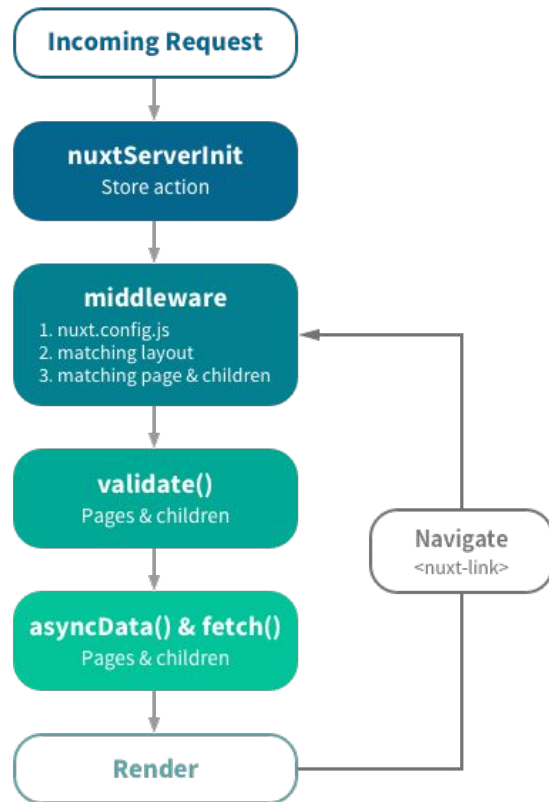 Incoming Request
nuxtServerInit
Store action
middleware
1. nuxt.config.js
2. matching layout
3. matching page & children
validate()
Pages & children
Navigate
<nuxt-link>
asyncData() & fetch()
Pages & children
Render